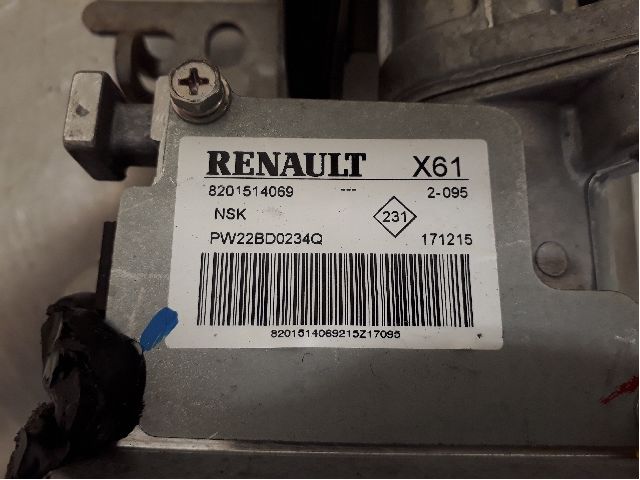 RENAULT X61
8201514069 --- 2-095
NSK 231
PW22BD0234Q 171215
8201514069215Z17095